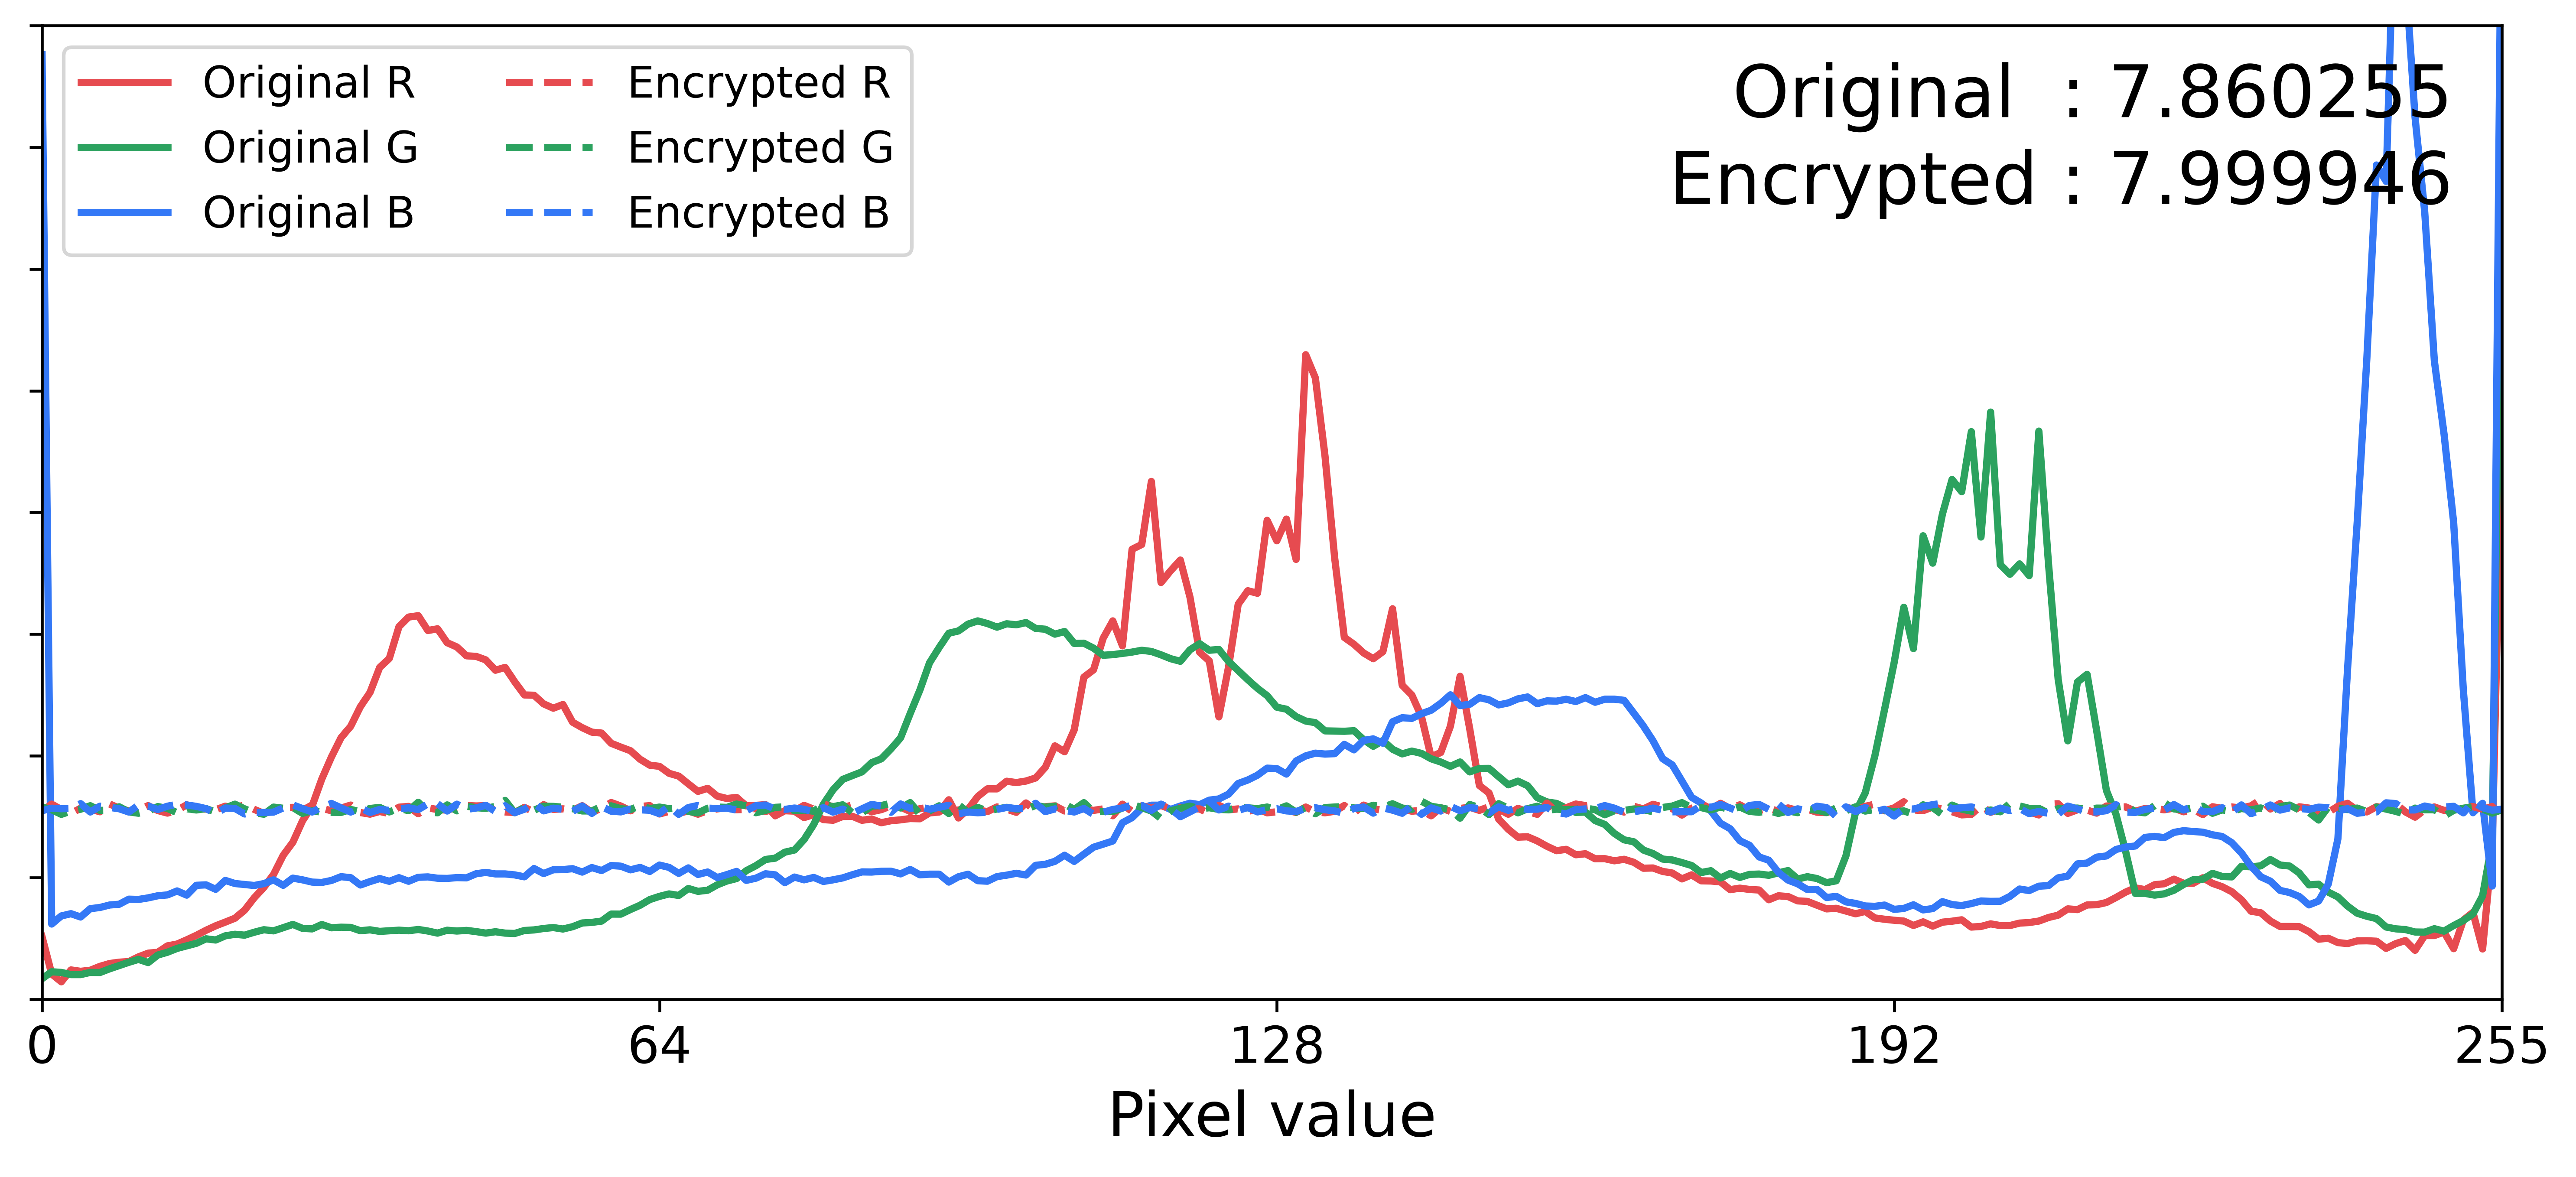 Original R
Original G
Original B
Encrypted R
Encrypted G
Encrypted B
Original : 7.860255
Encrypted : 7.999946
0 64 128 192 255
Pixel value